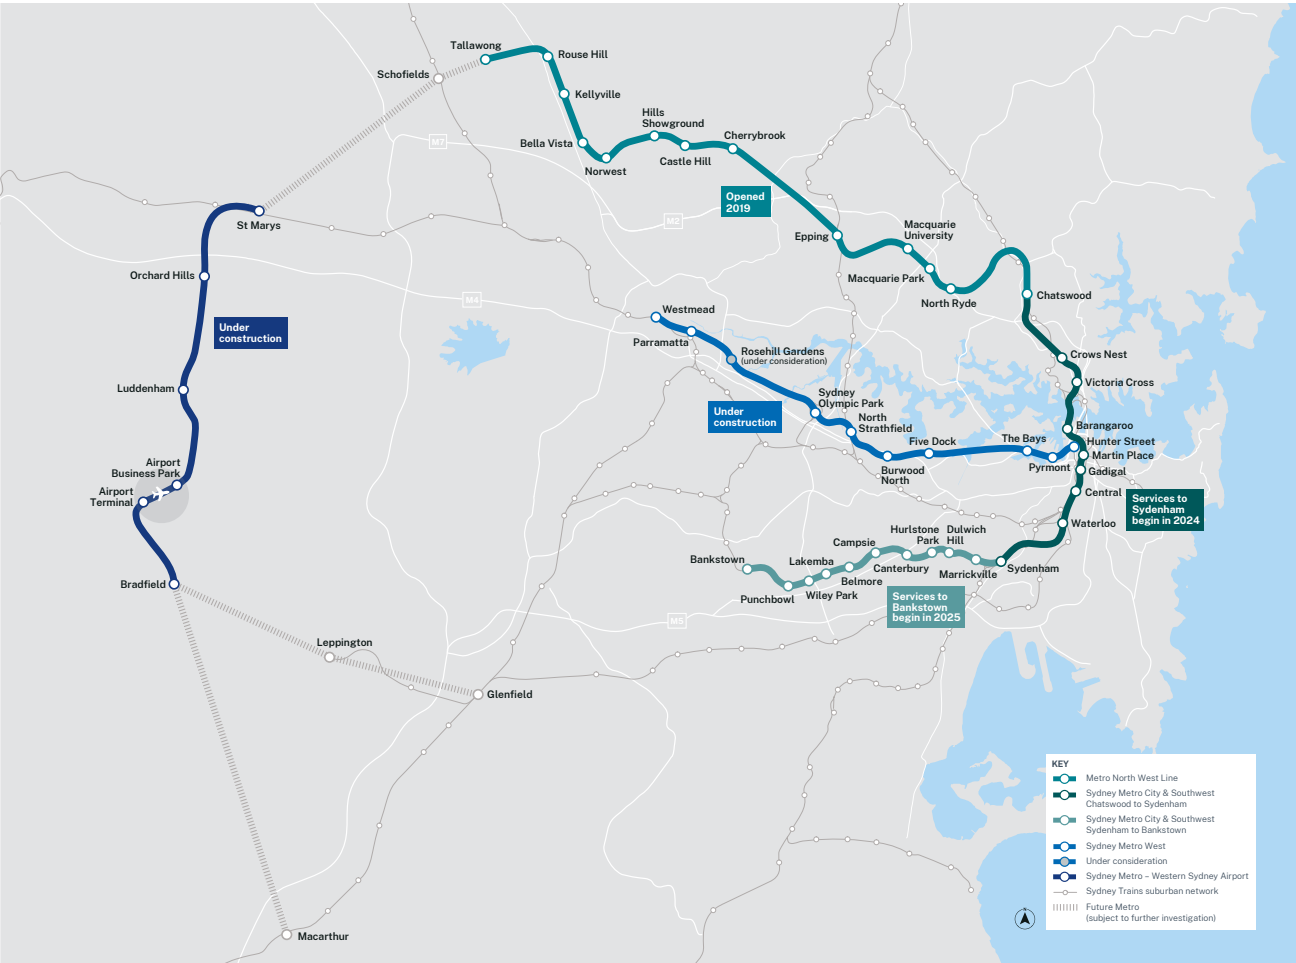 Tallawong
Schofields
Rouse Hill
Kellyville
Bella Vista
Norwest
Hills
Showground
Castle Hill
Cherrybrook
M7
Opened
2019
M2
Epping
Macquarie
University
Macquarie Park
North Ryde
Chatswood
St Marys
Orchard Hills
Under
construction
M4
Westmead
Parramatta
Rosehill Gardens
(under consideration)
Crows Nest
Victoria Cross
Luddenham
Under
construction
Sydney
Olympic Park
North
Strathfield
Five Dock
Burwood
North
The Bays
Pyrmont
Barangaroo
Hunter Street
Martin Place
Gadigal
Central
Waterloo
Services to
Sydenham
begin in 2024
Airport
Business Park
Airport
Terminal
Bradfield
Bankstown
Punchbowl
Lakemba
Wiley Park
Campsie
Belmore
Canterbury
Hurlstone
Park
Dulwich
Hill
Marrickville
Sydenham
Services to
Bankstown
begin in 2025
M5
Leppington
Glenfield
Macarthur
KEY
Metro North West Line
Sydney Metro City & Southwest
Chatswood to Sydenham
Sydney Metro City & Southwest
Sydenham to Bankstown
Sydney Metro West
Under consideration
Sydney Metro – Western Sydney Airport
Sydney Trains suburban network
Future Metro
(subject to further investigation)